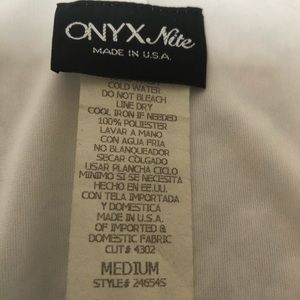 ONYX Nite
MADE IN U.S.A.
COLD WATER
DO NOT BLEACH
LINE DRY
COOL IRON IF NEEDED
100% POLIESTER
LAVAR A MANO
CON AGUA FRIA
NO BLANQUEADOR
SECAR COLGADO
USAR PLANCHA CICLO
MINIMO SI SE NECESITA
HECHO EN EE.UU.
CON TELA IMPORTADA
Y DOMESTICA
MADE IN U.S.A.
OF IMPORTED &
DOMESTIC FABRIC
CUT# 4302
MEDIUM
STYLE# 24654S